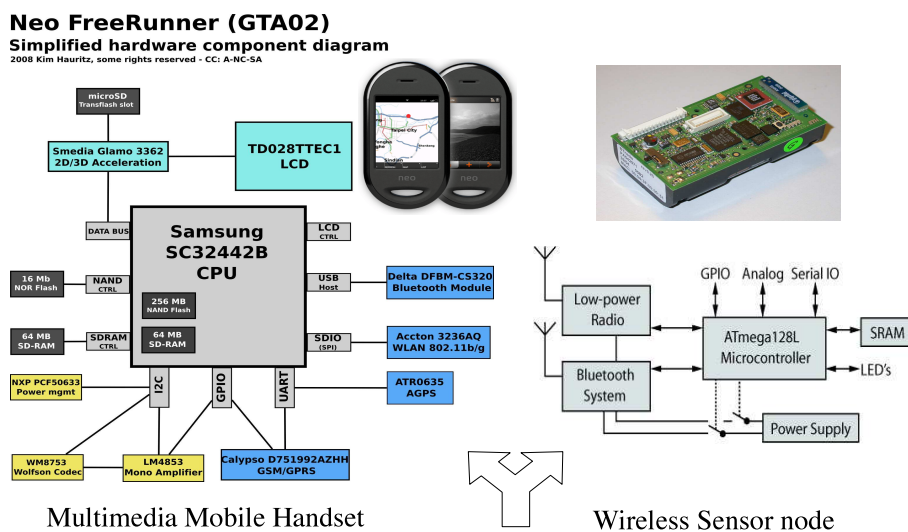 Neo FreeRunner (GTA02)
Simplified hardware component diagram
2008 Kim Hauritz, some rights reserved - CC: A-NC-SA
microSD
Transflash slot
Smedia Glamo 3362
2D/3D Acceleration
TD028TTEC1
LCD
Taipei City
neo
neo
DATA BUS
Samsung
SC32442B
CPU
LCD
CTRL
16 Mb
NOR Flash
NAND
CTRL
256 MB
NAND Flash
USB
Host
Delta DFBM-CS320
Bluetooth Module
64 MB
SD-RAM
SDRAM
CTRL
64 MB
SD-RAM
SDIO
(SPI)
Accton 3236AQ
WLAN 802.11b/g
NXP PCF50633
Power mgmt
I2C
GPIO
UART
ATR0635
AGPS
WM8753
Wolfson Codec
LM4853
Mono Amplifier
Calypso D751992AZHH
GSM/GPRS
Multimedia Mobile Handset
GPIO Analog Serial IO
Low-power
Radio
ATmega128L
Microcontroller
SRAM
Bluetooth
System
LED's
Power Supply
Wireless Sensor node